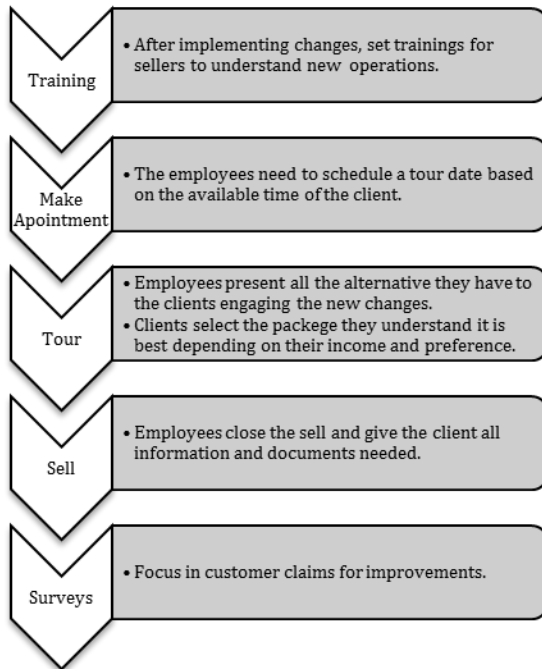 Training
• After implementing changes, set trainings for
sellers to understand new operations.
Make
Apointment
• The employees need to schedule a tour date based
on the available time of the client.
Tour
• Employees present all the alternative they have to
the clients engaging the new changes.
• Clients select the packege they understand it is
best depending on their income and preference.
Sell
• Employees close the sell and give the client all
information and documents needed.
Surveys
• Focus in customer claims for improvements.